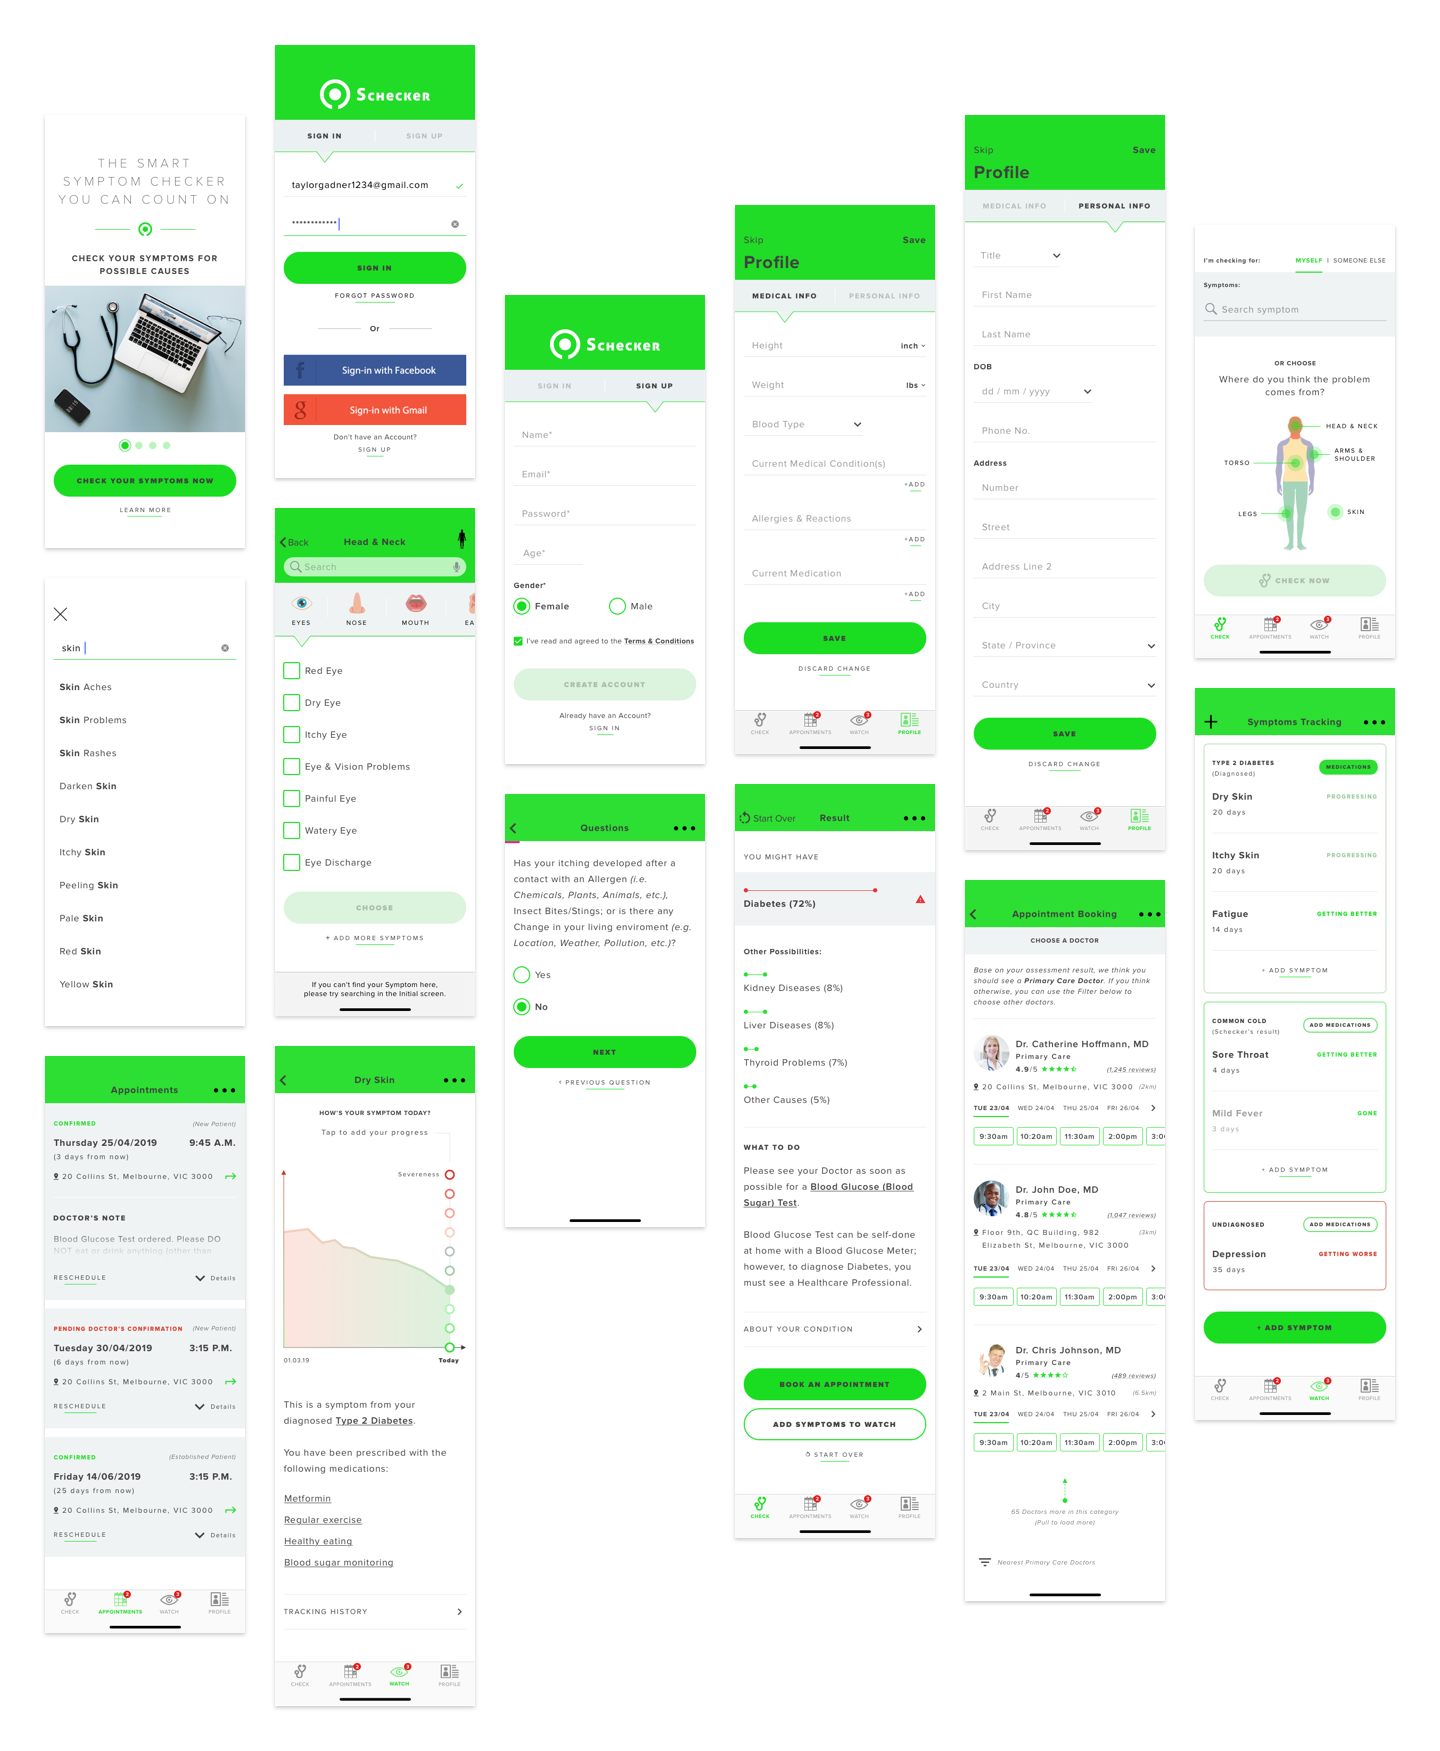 THE SMART
SYMPTOM CHECKER
YOU CAN COUNT ON
CHECK YOUR SYMPTOMS FOR
POSSIBLE CAUSES
CHECK YOUR SYMPTOMS NOW
LEARN MORE
skin
Skin Aches
Skin Problems
Skin Rashes
Darken Skin
Dry Skin
Itchy Skin
Peeling Skin
Pale Skin
Red Skin
Yellow Skin
Appointments
CONFIRMED (New Patient)
Thursday 25/04/2019 9:45 A.M.
(3 days from now)
20 Collins St, Melbourne, VIC 3000
DOCTOR'S NOTE
Blood Glucose Test ordered. Please DO
NOT eat or drink anything (other than
RESCHEDULE Details
PENDING DOCTOR'S CONFIRMATION (New Patient)
Tuesday 30/04/2019 3:15 P.M.
(6 days from now)
20 Collins St, Melbourne, VIC 3000
RESCHEDULE Details
CONFIRMED (Established Patient)
Friday 14/06/2019 3:15 P.M.
(25 days from now)
20 Collins St, Melbourne, VIC 3000
RESCHEDULE Details
2 3
CHECK APPOINTMENTS WATCH PROFILE
SCHECKER
SIGN IN SIGN UP
taylorgadner1234@gmail.com
SIGN IN
FORGOT PASSWORD
Or
f Sign-in with Facebook
g Sign-in with Gmail
Don't have an Account?
SIGN UP
Back Head & Neck
Search
EYES NOSE MOUTH EA
Red Eye
Dry Eye
Itchy Eye
Eye & Vision Problems
Painful Eye
Watery Eye
Eye Discharge
CHOOSE
+ ADD MORE SYMPTOMS
If you can't find your Symptom here,
please try searching in the Initial screen.
Dry Skin
HOW'S YOUR SYMPTOM TODAY?
Tap to add your progress
Severeness
01.03.19 Today
This is a symptom from your
diagnosed Type 2 Diabetes.
You have been prescribed with the
following medications:
Metformin
Regular exercise
Healthy eating
Blood sugar monitoring
TRACKING HISTORY
2 3
CHECK APPOINTMENTS WATCH PROFILE
SCHECKER
SIGN IN SIGN UP
Name*
Email*
Password*
Age*
Gender*
Female Male
I've read and agreed to the Terms & Conditions
CREATE ACCOUNT
Already have an Account?
SIGN IN
Questions
Has your itching developed after a
contact with an Allergen (i.e.
Chemicals, Plants, Animals, etc.),
Insect Bites/Stings; or is there any
Change in your living enviroment (e.g.
Location, Weather, Pollution, etc.)?
Yes
No
NEXT
< PREVIOUS QUESTION
Skip Save
Profile
MEDICAL INFO PERSONAL INFO
Height inch
Weight lbs
Blood Type
Current Medical Condition(s)
+ADD
Allergies & Reactions
+ADD
Current Medication
+ADD
SAVE
DISCARD CHANGE
2 3
CHECK APPOINTMENTS WATCH PROFILE
Start Over Result
YOU MIGHT HAVE
Diabetes (72%)
Other Possibilities:
Kidney Diseases (8%)
Liver Diseases (8%)
Thyroid Problems (7%)
Other Causes (5%)
WHAT TO DO
Please see your Doctor as soon as
possible for a Blood Glucose (Blood
Sugar) Test.
Blood Glucose Test can be self-done
at home with a Blood Glucose Meter;
however, to diagnose Diabetes, you
must see a Healthcare Professional.
ABOUT YOUR CONDITION
BOOK AN APPOINTMENT
ADD SYMPTOMS TO WATCH
START OVER
2 3
CHECK APPOINTMENTS WATCH PROFILE
Skip Save
Profile
MEDICAL INFO PERSONAL INFO
Title
First Name
Last Name
DOB
dd / mm / yyyy
Phone No.
Address
Number
Street
Address Line 2
City
State / Province
Country
SAVE
DISCARD CHANGE
2 3
CHECK APPOINTMENTS WATCH PROFILE
Appointment Booking
CHOOSE A DOCTOR
Base on your assessment result, we think you
should see a Primary Care Doctor. If you think
otherwise, you can use the Filter below to
choose other doctors.
Dr. Catherine Hoffmann, MD
Primary Care
4.9/5 (1,245 reviews)
20 Collins St, Melbourne, VIC 3000 (2km)
TUE 23/04 WED 24/04 THU 25/04 FRI 26/04
9:30am 10:20am 11:30am 2:00pm 3:0
Dr. John Doe, MD
Primary Care
4.8/5 (1,047 reviews)
Floor 9th, QC Building, 982 (3km)
Elizabeth St, Melbourne, VIC 3000
TUE 23/04 WED 24/04 THU 25/04 FRI 26/04
9:30am 10:20am 11:30am 2:00pm 3:0
Dr. Chris Johnson, MD
Primary Care
4/5 (489 reviews)
2 Main St, Melbourne, VIC 3010 (6.5km)
TUE 23/04 WED 24/04 THU 25/04 FRI 26/04
9:30am 10:20am 11:30am 2:00pm 3:0
65 Doctors more in this category
(Pull to load more)
Nearest Primary Care Doctors
I'm checking for: MYSELF | SOMEONE ELSE
Symptoms:
Search symptom
OR CHOOSE
Where do you think the problem
comes from?
HEAD & NECK
ARMS &
SHOULDER
TORSO
LEGS SKIN
CHECK NOW
2 3
CHECK APPOINTMENTS WATCH PROFILE
Symptoms Tracking
TYPE 2 DIABETES MEDICATIONS
(Diagnosed)
Dry Skin PROGRESSING
20 days
Itchy Skin PROGRESSING
20 days
Fatigue GETTING BETTER
14 days
+ ADD SYMPTOM
COMMON COLD ADD MEDICATIONS
(Schecker's result)
Sore Throat GETTING BETTER
4 days
Mild Fever GONE
3 days
+ ADD SYMPTOM
UNDIAGNOSED ADD MEDICATIONS
Depression GETTING WORSE
35 days
+ ADD SYMPTOM
2 3
CHECK APPOINTMENTS WATCH PROFILE